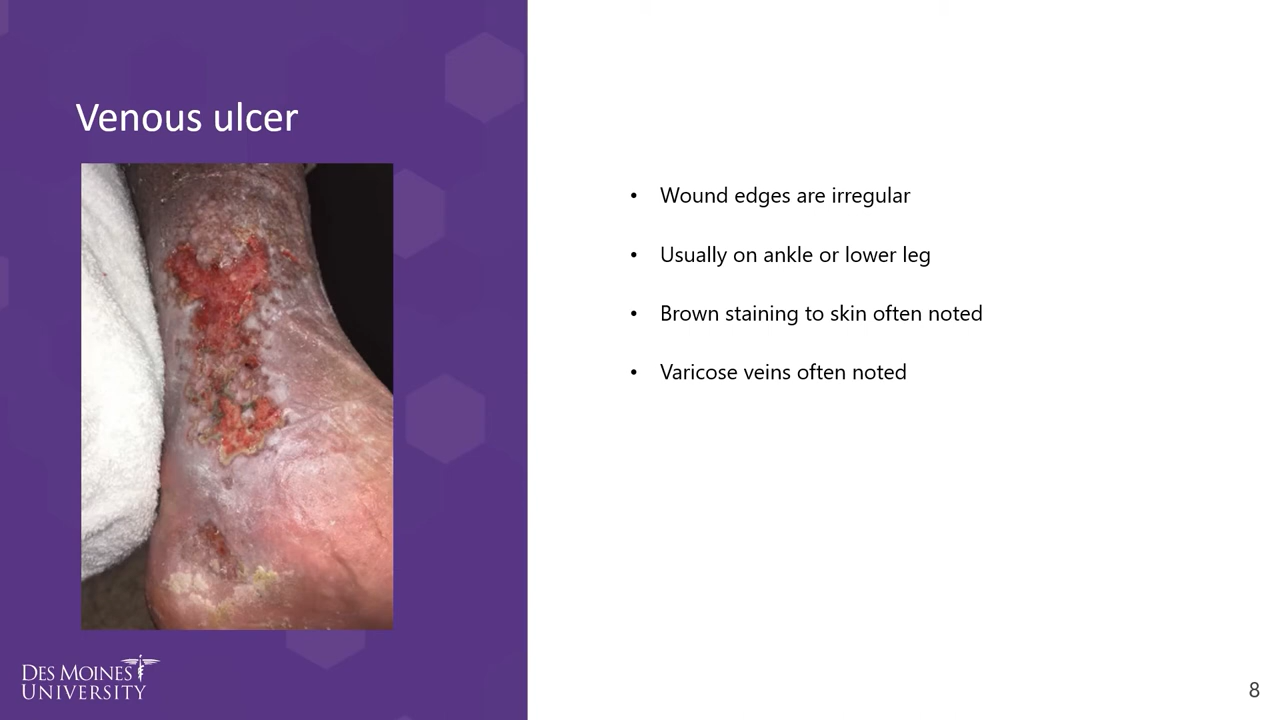 Venous ulcer
• Wound edges are irregular
• Usually on ankle or lower leg
• Brown staining to skin often noted
• Varicose veins often noted
DES MOINES
UNIVERSITY
8